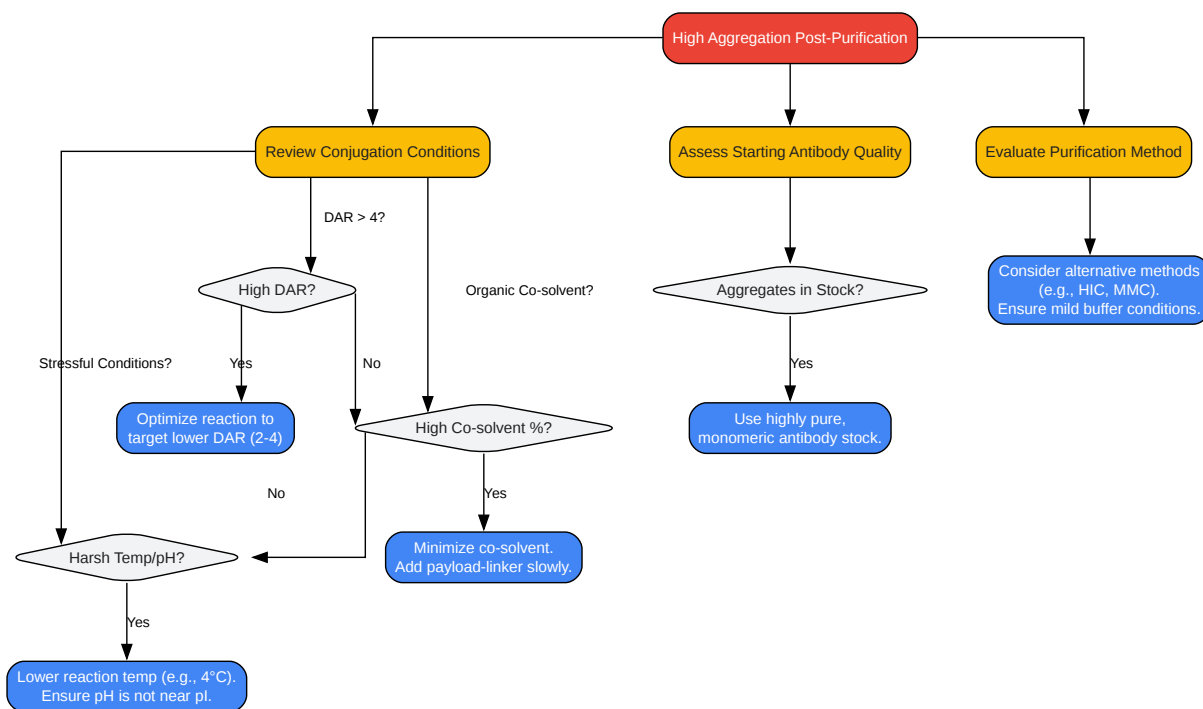 High Aggregation Post-Purification
Review Conjugation Conditions
Assess Starting Antibody Quality
Evaluate Purification Method
DAR > 4?
High DAR?
Organic Co-solvent?
Aggregates in Stock?
Consider alternative methods
(e.g., HIC, MMC).
Ensure mild buffer conditions.
Stressful Conditions?
Yes
No
Yes
Optimize reaction to
target lower DAR (2-4)
High Co-solvent %?
Use highly pure,
monomeric antibody stock.
No
Yes
Harsh Temp/pH?
Minimize co-solvent.
Add payload-linker slowly.
Yes
Lower reaction temp (e.g., 4°C).
Ensure pH is not near pI.